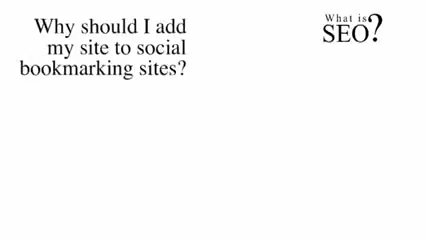 Why should I add
my site to social
bookmarking sites?
What is
SEO?